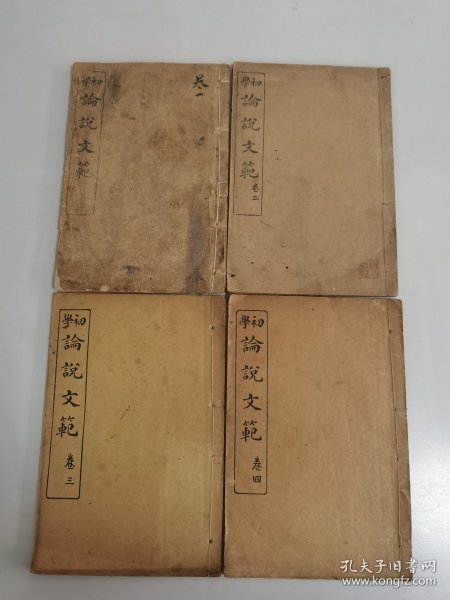 初學
論說文範
卷一
初學
論說文範
卷二
初學
論說文範
卷三
初學
論說文範
卷四
孔夫子旧书网
www.kongfz.com